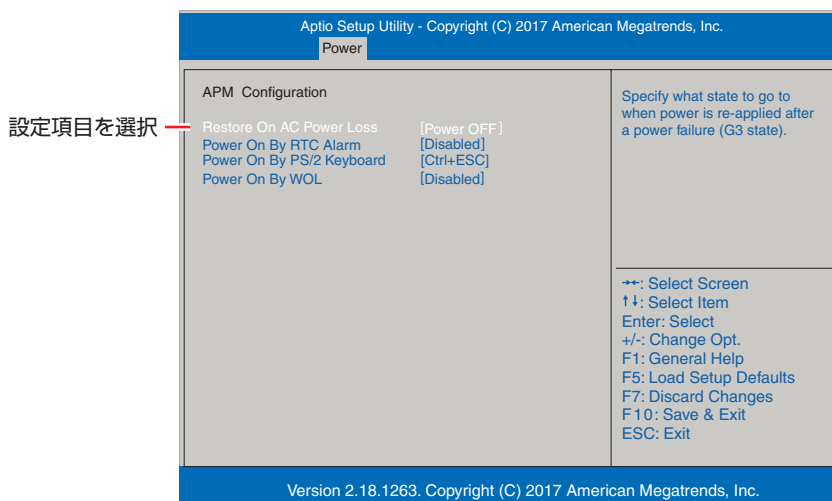 Aptio Setup Utility - Copyright (C) 2017 American Megatrends, Inc.
Power
設定項目を選択
APM Configuration
Restore On AC Power Loss [Power OFF]
Power On By RTC Alarm [Disabled]
Power On By PS/2 Keyboard [Ctrl+ESC]
Power On By WOL [Disabled]
Specify what state to go to
when power is re-applied after
a power failure (G3 state).
→←: Select Screen
↑↓: Select Item
Enter: Select
+/-: Change Opt.
F1: General Help
F5: Load Setup Defaults
F7: Discard Changes
F10: Save & Exit
ESC: Exit
Version 2.18.1263. Copyright (C) 2017 American Megatrends, Inc.